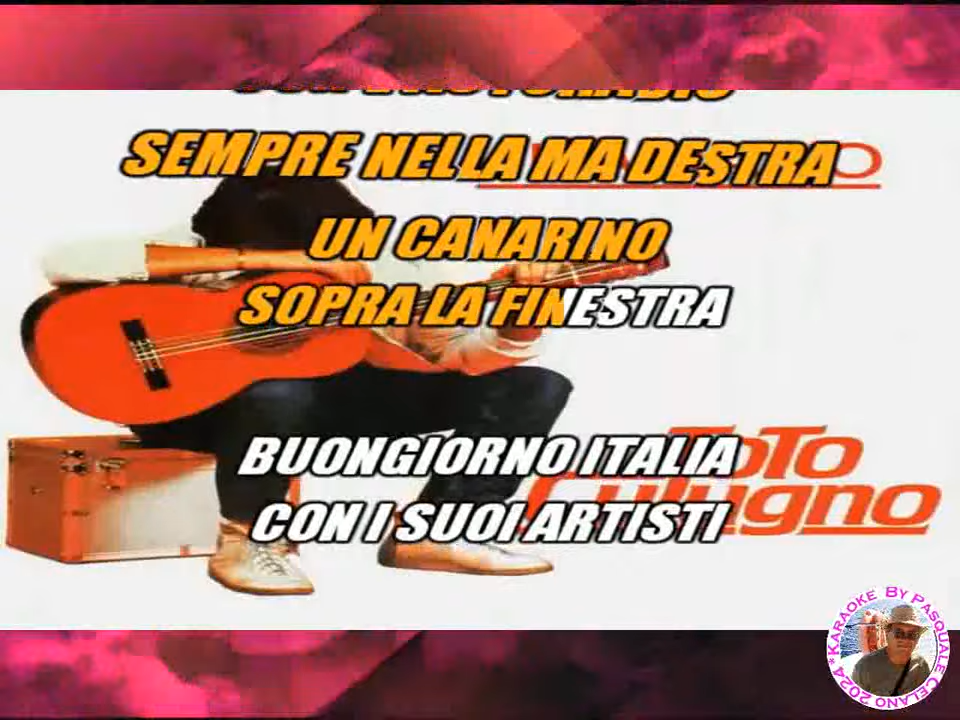 SEMPRE NELLA MA DESTRA
UN CANARINO
SOPRA LA FINESTRA
BUONGIORNO ITALIA
CON I SUOI ARTISTI
ToTo
Cutugno
*KARAOKE BY PASQUALE CELANO 2024